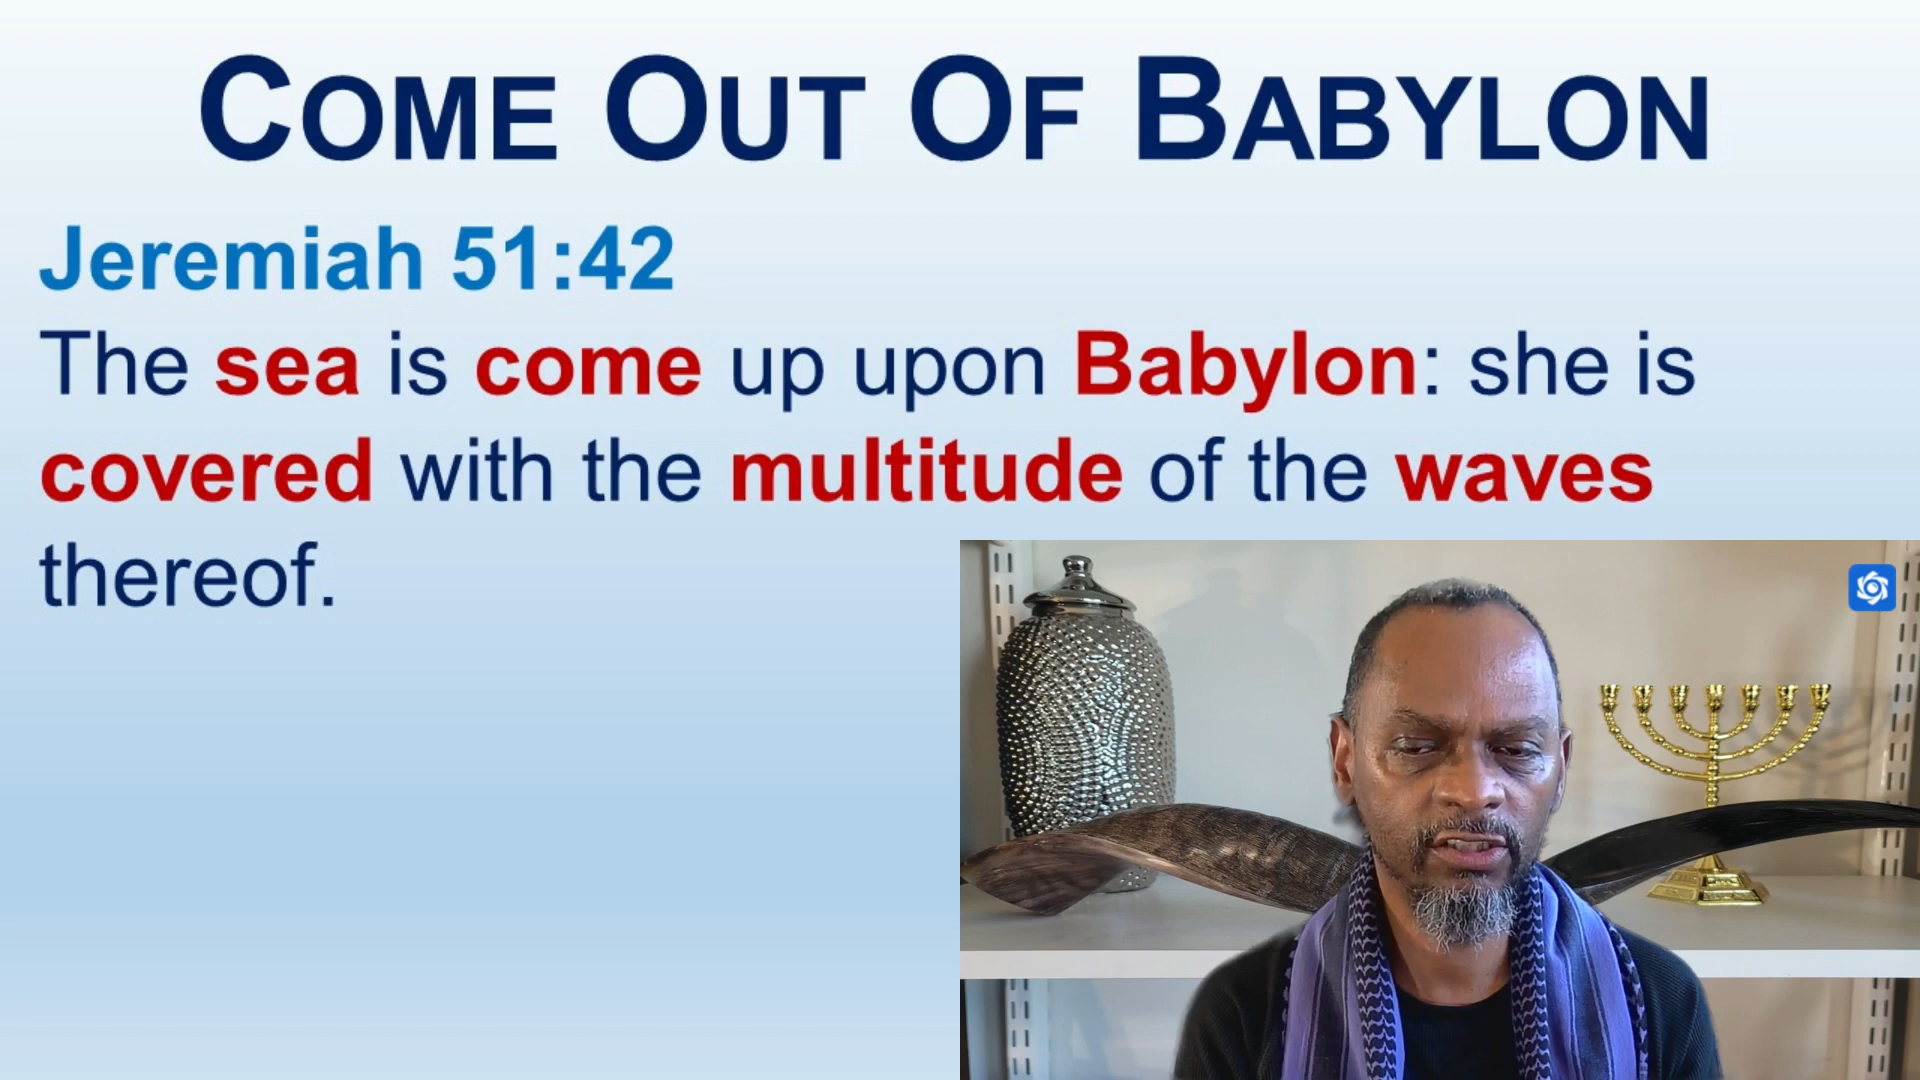 COME OUT OF BABYLON
Jeremiah 51:42
The sea is come up upon Babylon: she is
covered with the multitude of the waves
thereof.